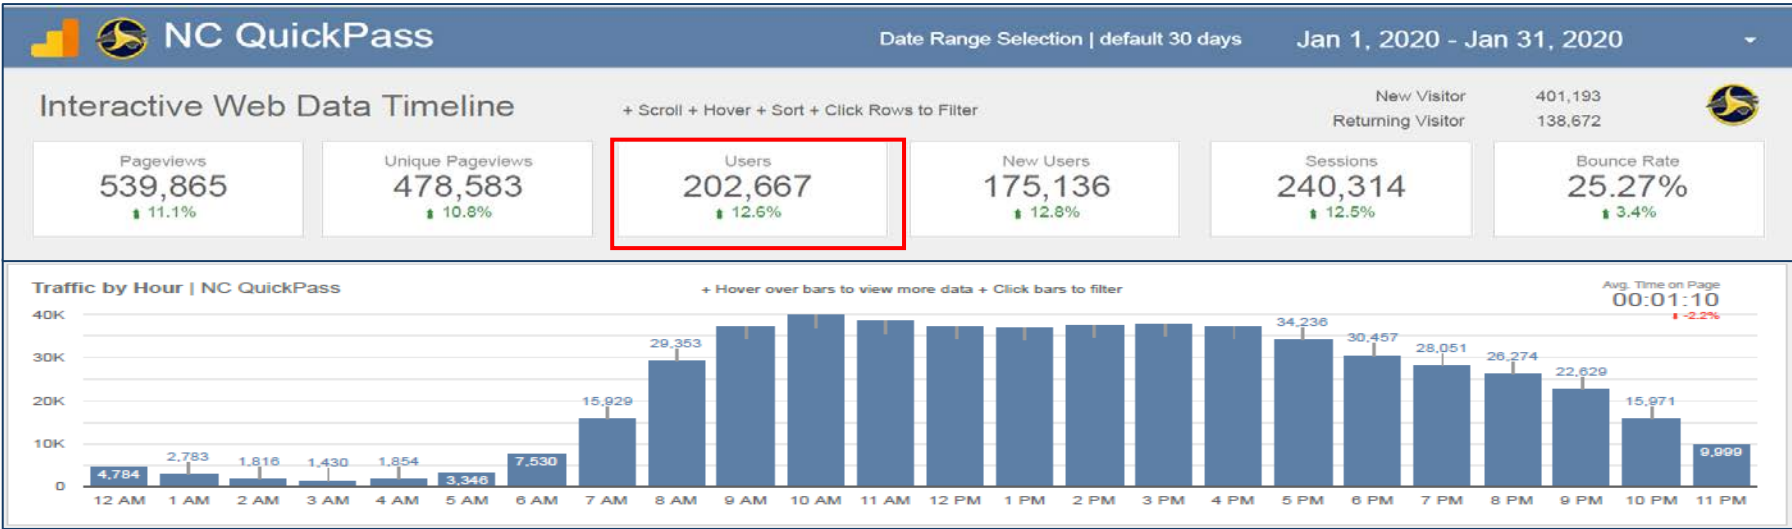 NC QuickPass
Date Range Selection | default 30 days
Jan 1, 2020 - Jan 31, 2020
Interactive Web Data Timeline
+ Scroll + Hover + Sort + Click Rows to Filter
New Visitor 401,193
Returning Visitor 138,672
Pageviews
539,865
11.1%
Unique Pageviews
478,583
10.8%
Users
202,667
12.6%
New Users
175,136
12.8%
Sessions
240,314
12.5%
Bounce Rate
25.27%
3.4%
Traffic by Hour | NC QuickPass
+ Hover over bars to view more data + Click bars to filter
Avg. Time on Page
00:01:10
-2.2%
40K
30K
20K
10K
0
4,784
2,783
1,816
1,430
1,854
3,346
7,530
15,929
29,353
34,236
30,457
28,051
26,274
22,629
15,971
9,999
12 AM 1 AM 2 AM 3 AM 4 AM 5 AM 6 AM 7 AM 8 AM 9 AM 10 AM 11 AM 12 PM 1 PM 2 PM 3 PM 4 PM 5 PM 6 PM 7 PM 8 PM 9 PM 10 PM 11 PM